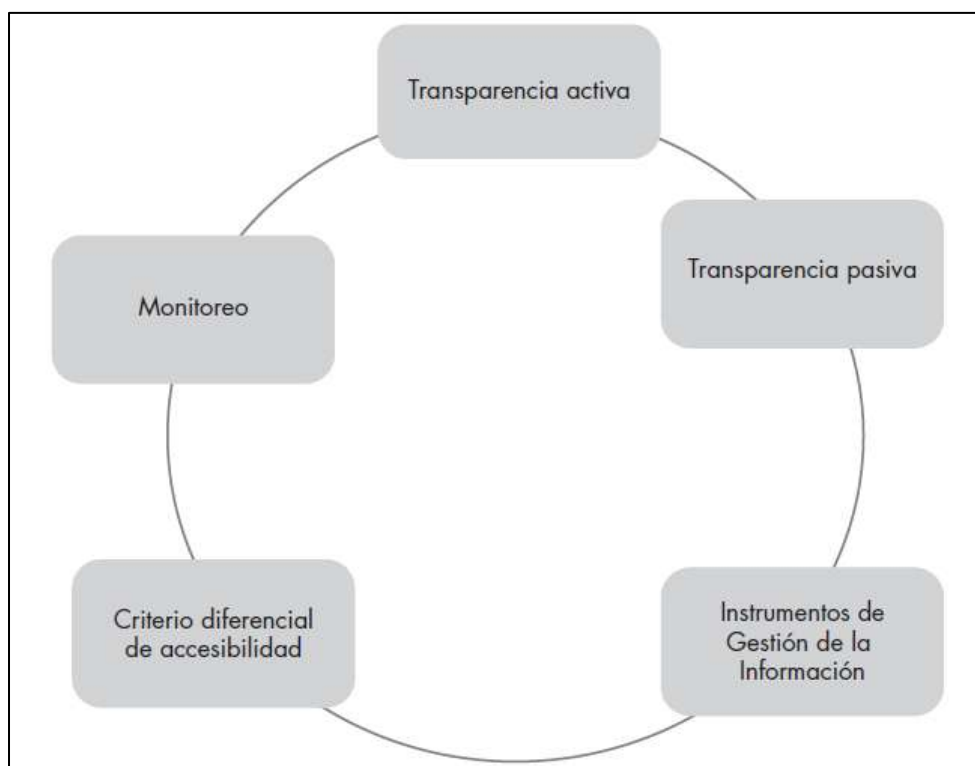 Transparencia activa
Transparencia pasiva
Instrumentos de
Gestión de la
Información
Criterio diferencial
de accesibilidad
Monitoreo